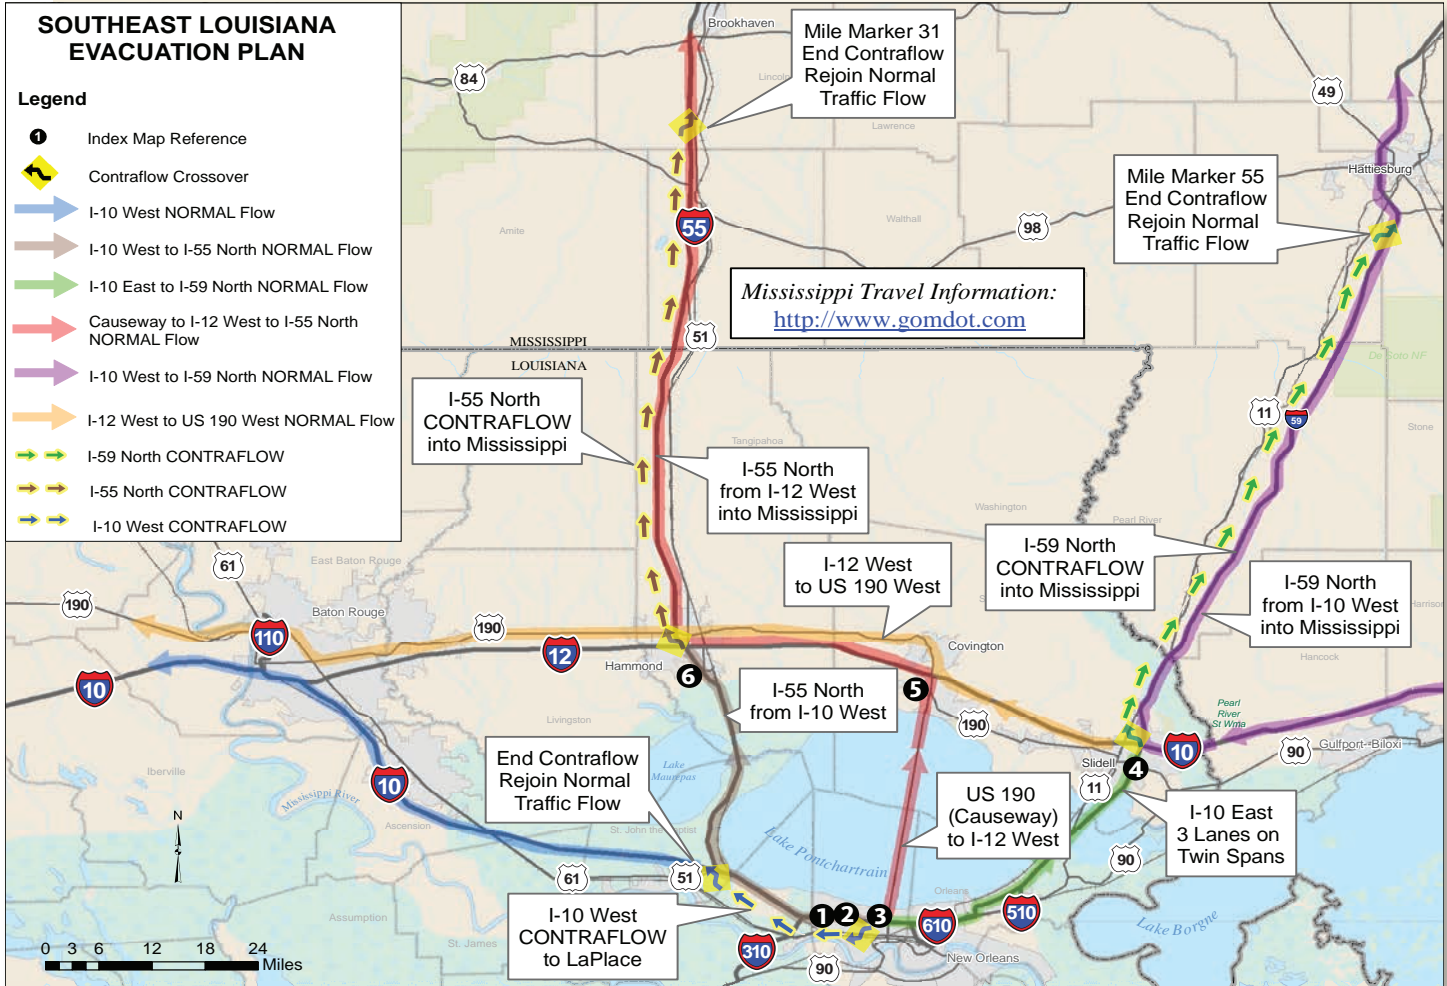 SOUTHEAST LOUISIANA
EVACUATION PLAN
Legend
1 Index Map Reference
Contraflow Crossover
I-10 West NORMAL Flow
I-10 West to I-55 North NORMAL Flow
I-10 East to I-59 North NORMAL Flow
Causeway to I-12 West to I-55 North
NORMAL Flow
I-10 West to I-59 North NORMAL Flow
I-12 West to US 190 West NORMAL Flow
I-59 North CONTRAFLOW
I-55 North CONTRAFLOW
I-10 West CONTRAFLOW
Brookhaven
84
Lincoln
Mile Marker 31
End Contraflow
Rejoin Normal
Traffic Flow
Lawrence
49
Hattiesburg
Mile Marker 55
End Contraflow
Rejoin Normal
Traffic Flow
Amite
55
Walthall
98
Mississippi Travel Information:
http://www.gomdot.com
51
MISSISSIPPI
LOUISIANA
De Soto NF
I-55 North
CONTRAFLOW
into Mississippi
Tangipahoa
11
59
Stone
I-55 North
from I-12 West
into Mississippi
Washington
Pearl River
I-59 North
CONTRAFLOW
into Mississippi
I-12 West
to US 190 West
I-59 North
from I-10 West
into Mississippi
East Baton Rouge
61
190
Baton Rouge
110
190
12
Hammond
6
Covington
5
Harrison
Hancock
10
I-55 North
from I-10 West
190
Pearl
River
St Wma
Livingston
End Contraflow
Rejoin Normal
Traffic Flow
Lake
Maurepas
Slidell
4
10
90
Gulfport- Biloxi
Iberville
10
Mississippi River
11
US 190
(Causeway)
to I-12 West
I-10 East
3 Lanes on
Twin Spans
N
Ascension
St. John the Baptist
Lake Pontchartrain
90
61
51
Orleans
Assumption
I-10 West
CONTRAFLOW
to LaPlace
1
2
3
610
510
Lake Borgne
St. James
310
90
New Orleans
0 3 6 12 18 24
Miles